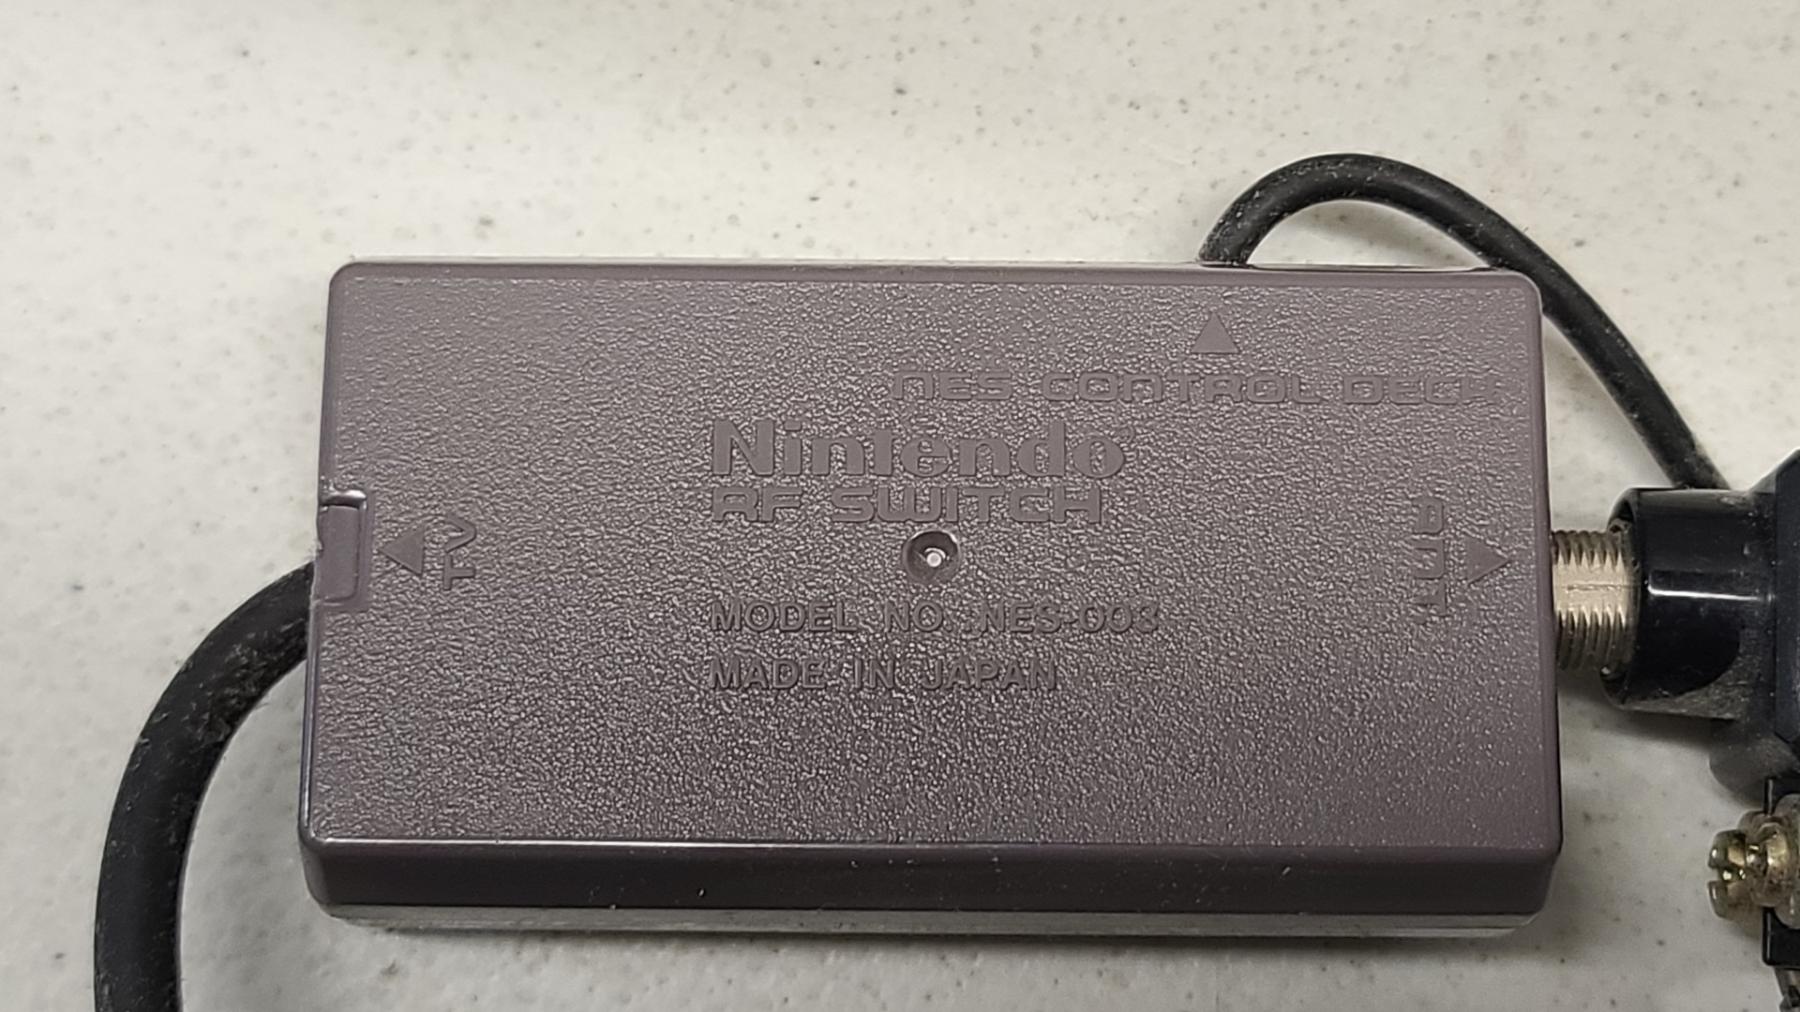 NES CONTROL DECK
Nintendo®
RF SWITCH
TV
ANT
MODEL NO. NES-003
MADE IN JAPAN